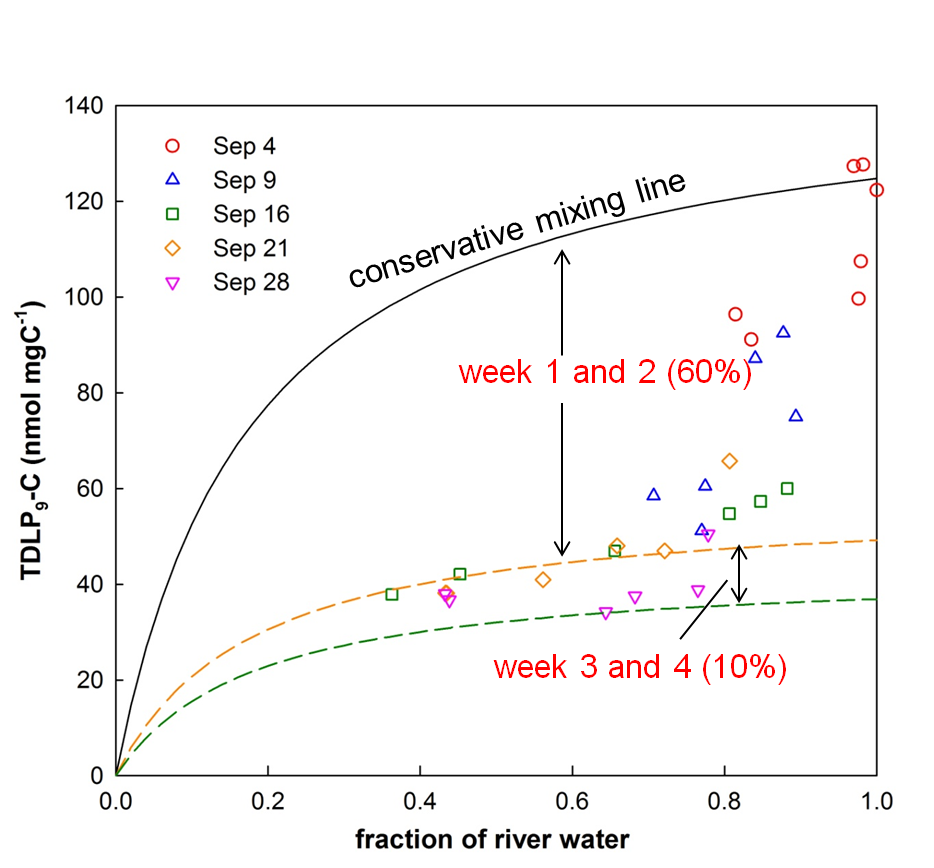 140
120
100
80
60
40
20
0
TDLP9-C (nmol mgC-1)
Sep 4
Sep 9
Sep 16
Sep 21
Sep 28
conservative mixing line
week 1 and 2 (60%)
week 3 and 4 (10%)
0.0 0.2 0.4 0.6 0.8 1.0
fraction of river water